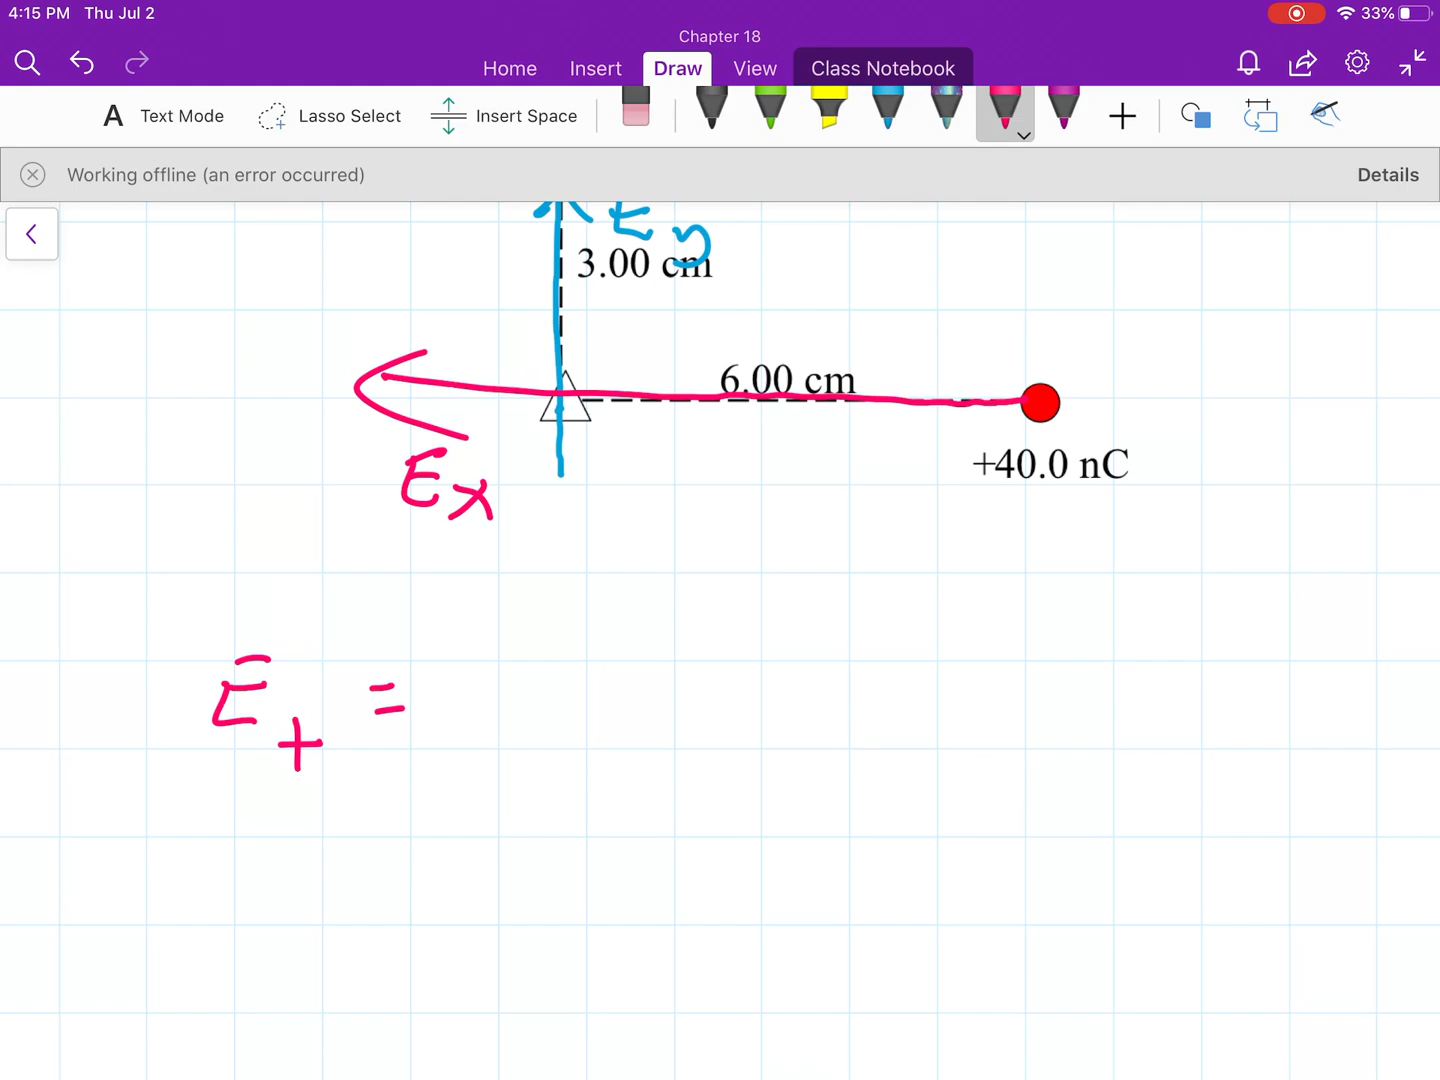 4:15 PM Thu Jul 2
33%
Chapter 18
Home Insert Draw View Class Notebook
A Text Mode Lasso Select Insert Space
Working offline (an error occurred) Details
Ey
3.00 cm
6.00 cm
+40.0 nC
Ex
E+ =